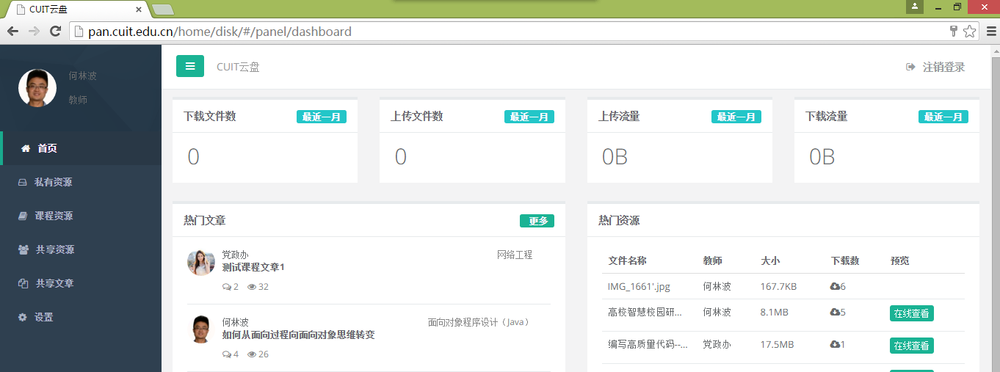 CUIT云盘
pan.cuit.edu.cn/home/disk/#/panel/dashboard
何林波
教师
首页
私有资源
课程资源
共享资源
共享文章
设置
CUIT云盘
注销登录
下载文件数 最近一月
0
上传文件数 最近一月
0
上传流量 最近一月
0B
下载流量 最近一月
0B
热门文章 更多
党政办 网络工程
测试课程文章1
2 32
何林波 面向对象程序设计（Java）
如何从面向过程向面向对象思维转变
4 26
热门资源
文件名称 教师 大小 下载数 预览
IMG_1661'.jpg 何林波 167.7KB 6
高校智慧校园研... 何林波 8.1MB 5 在线查看
编写高质量代码--... 党政办 17.5MB 1 在线查看